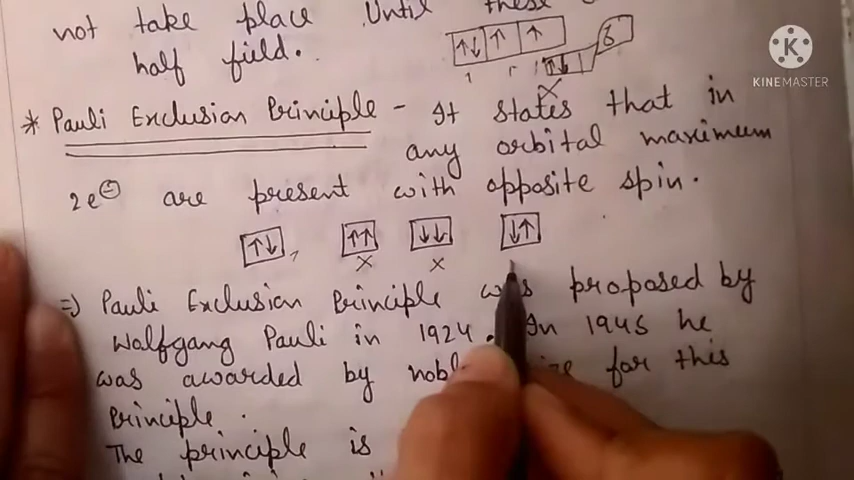 not take place Until these
half field.
* Pauli Exclusion Principle - It states that in
any orbital maximum
2e⊖ are present with opposite spin.
↑↓, ↑↑ ↓↓ ↓↑
× ×
⇒ Pauli Exclusion Principle was proposed by
Walfgang Pauli in 1924. In 1945 he
was awarded by for this
Principle.
The principle is
KINEMASTER